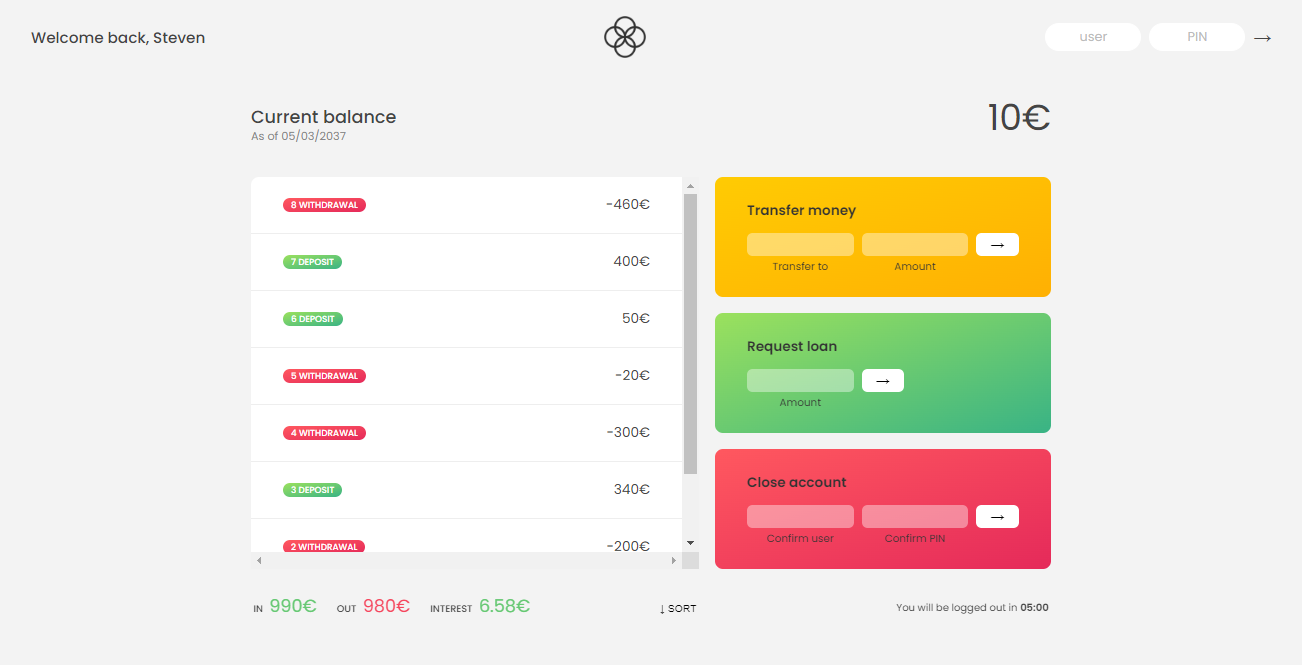 Welcome back, Steven
user
PIN
→
Current balance
As of 05/03/2037
10€
8 WITHDRAWAL -460€
7 DEPOSIT 400€
6 DEPOSIT 50€
5 WITHDRAWAL -20€
4 WITHDRAWAL -300€
3 DEPOSIT 340€
2 WITHDRAWAL -200€
Transfer money
→
Transfer to Amount
Request loan
→
Amount
Close account
→
Confirm user Confirm PIN
IN 990€ OUT 980€ INTEREST 6.58€
↓ SORT
You will be logged out in 05:00